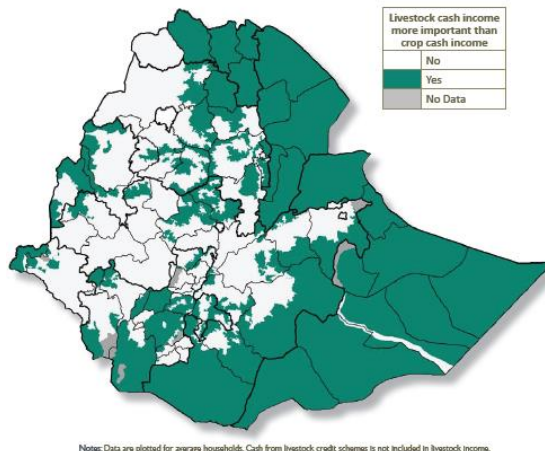 Livestock cash income
more important than
crop cash income
No
Yes
No Data
Notes: Data are plotted for average households. Cash from livestock credit schemes is not included in livestock income.